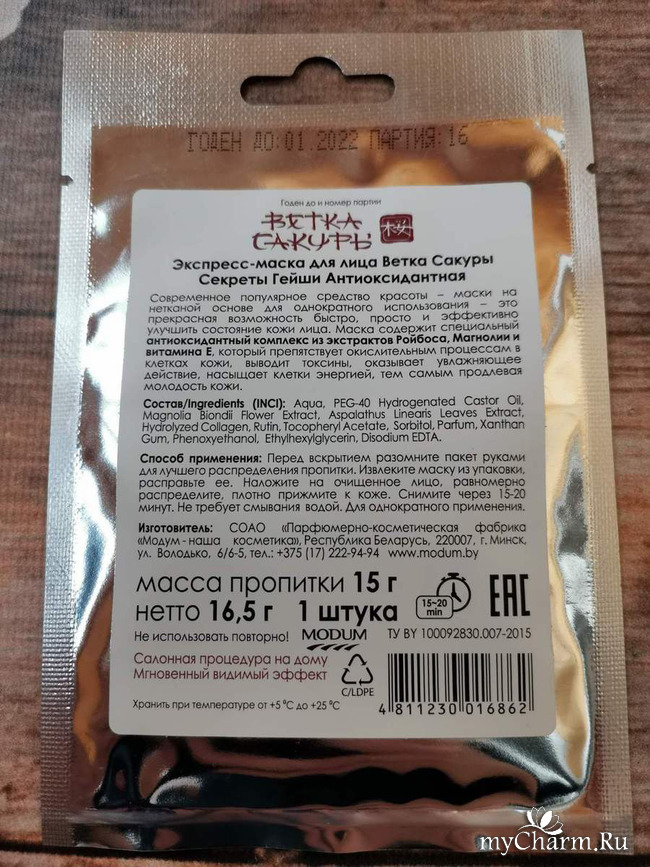 ГОДЕН ДО:01.2022 ПАРТИЯ:16
Годен до и номер партии
ВЕТКА
САКУРЫ
桜
Экспресс-маска для лица Ветка Сакуры
Секреты Гейши Антиоксидантная
Современное популярное средство красоты – маски на
нетканой основе для однократного использования – это
прекрасная возможность быстро, просто и эффективно
улучшить состояние кожи лица. Маска содержит специальный
антиоксидантный комплекс из экстрактов Ройбоса, Магнолии и
витамина Е, который препятствует окислительным процессам в
клетках кожи, выводит токсины, оказывает увлажняющее
действие, насыщает клетки энергией, тем самым продлевая
молодость кожи.
Состав/Ingredients (INCI): Aqua, PEG-40 Hydrogenated Castor Oil,
Magnolia Biondii Flower Extract, Aspalathus Linearis Leaves Extract,
Hydrolyzed Collagen, Rutin, Tocopheryl Acetate, Sorbitol, Parfum, Xanthan
Gum, Phenoxyethanol, Ethylhexylglycerin, Disodium EDTA.
Способ применения: Перед вскрытием разомните пакет руками
для лучшего распределения пропитки. Извлеките маску из упаковки,
расправьте ее. Наложите на очищенное лицо, равномерно
распределите, плотно прижмите к коже. Снимите через 15-20
минут. Не требует смывания водой. Для однократного применения.
Изготовитель: СОАО «Парфюмерно-косметическая фабрика
«Модум - наша косметика», Республика Беларусь, 220007, г. Минск,
ул. Володько, 6/6-5, тел.: +375 (17) 222-94-94 www.modum.by
масса пропитки 15 г
нетто 16,5 г 1 штука
15–20
min
EAC
Не использовать повторно! MODUM ТУ BY 100092830.007-2015
Салонная процедура на дому
Мгновенный видимый эффект
C/LDPE
Хранить при температуре от +5 °С до +25 °С
4 811230 016862
myCharm.Ru